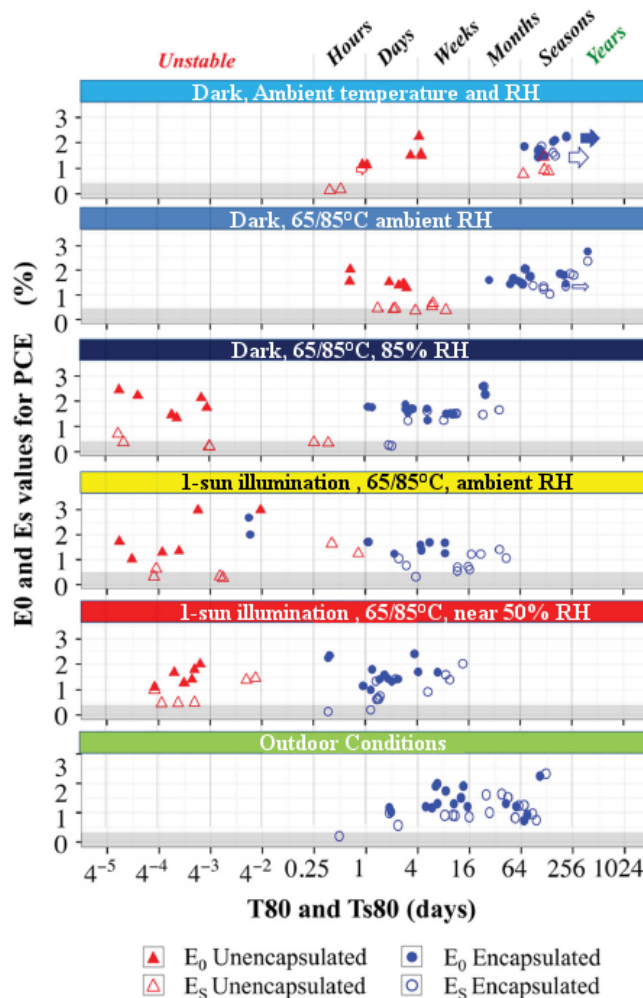 Unstable Hours Days Weeks Months Seasons Years
Dark, Ambient temperature and RH
3
2
1
0
Dark, 65/85°C ambient RH
3
2
1
0
Dark, 65/85°C, 85% RH
3
2
1
0
1-sun illumination , 65/85°C, ambient RH
3
2
1
0
1-sun illumination , 65/85°C, near 50% RH
3
2
1
0
Outdoor Conditions
3
2
1
0
E0 and Es values for PCE (%)
4⁻⁵ 4⁻⁴ 4⁻³ 4⁻² 0.25 1 4 16 64 256 1024
T80 and Ts80 (days)
E₀ Unencapsulated E₀ Encapsulated
E_S Unencapsulated E_S Encapsulated